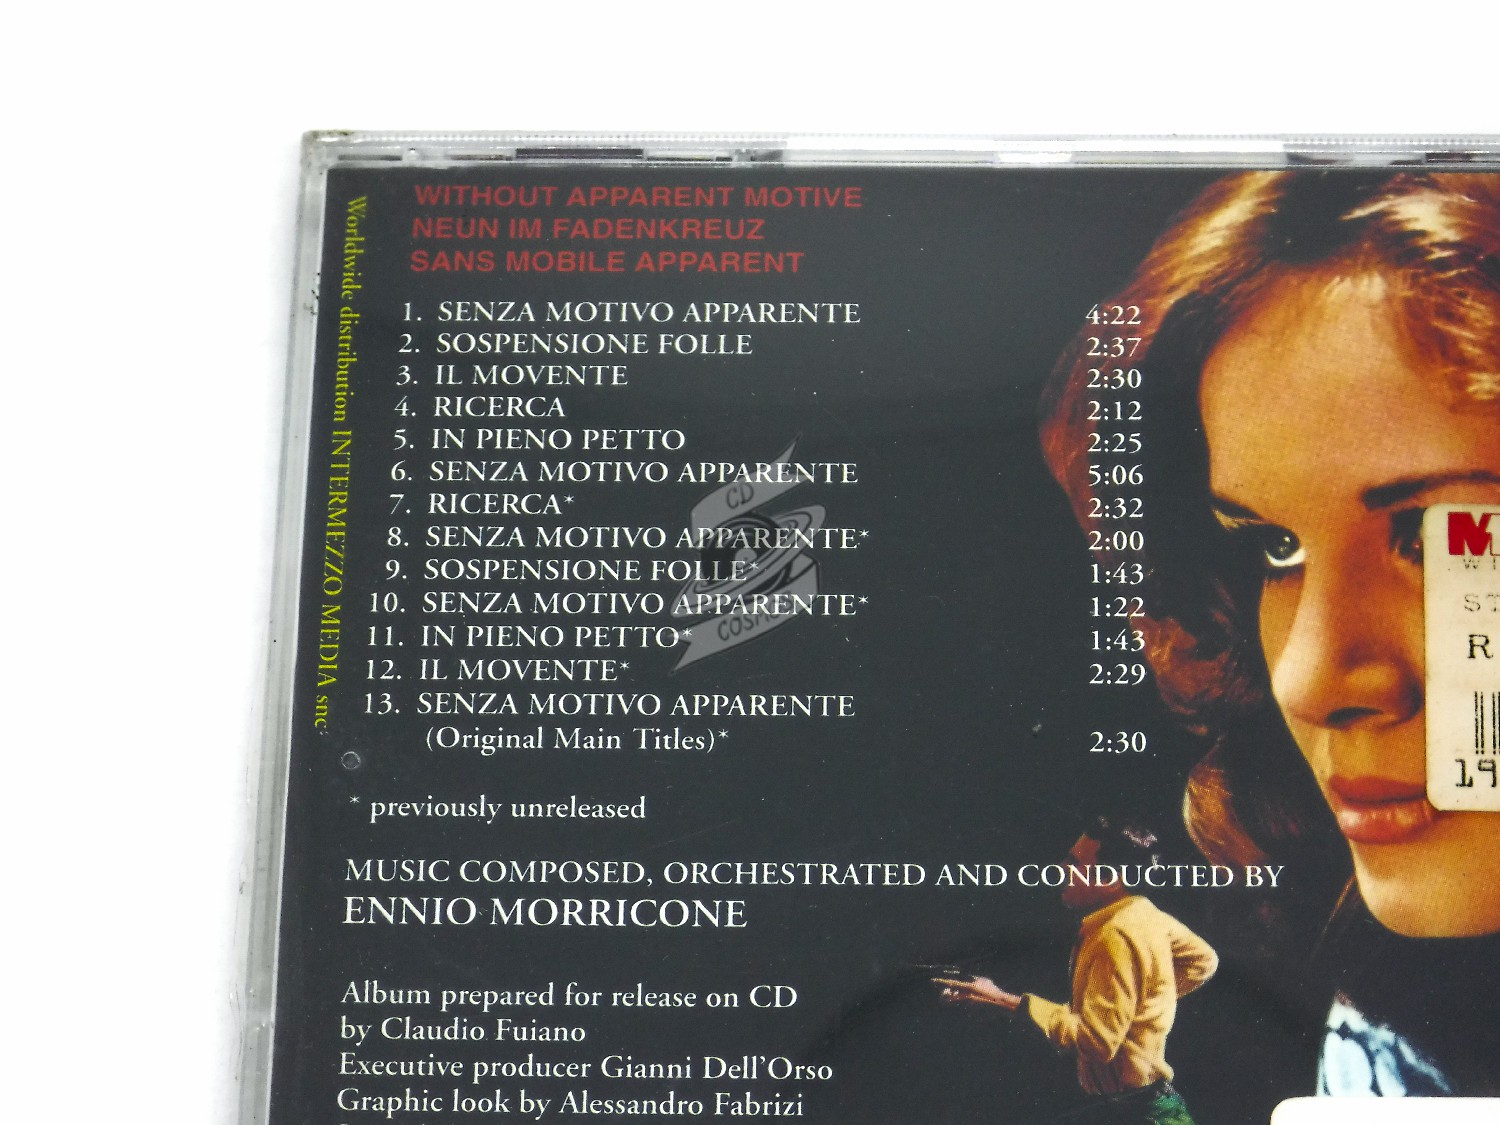 WITHOUT APPARENT MOTIVE
NEUN IM FADENKREUZ
SANS MOBILE APPARENT
1. SENZA MOTIVO APPARENTE 4:22
2. SOSPENSIONE FOLLE 2:37
3. IL MOVENTE 2:30
4. RICERCA 2:12
5. IN PIENO PETTO 2:25
6. SENZA MOTIVO APPARENTE 5:06
7. RICERCA* 2:32
8. SENZA MOTIVO APPARENTE* 2:00
9. SOSPENSIONE FOLLE* 1:43
10. SENZA MOTIVO APPARENTE* 1:22
11. IN PIENO PETTO* 1:43
12. IL MOVENTE* 2:29
13. SENZA MOTIVO APPARENTE
(Original Main Titles)* 2:30
* previously unreleased
MUSIC COMPOSED, ORCHESTRATED AND CONDUCTED BY
ENNIO MORRICONE
Album prepared for release on CD
by Claudio Fuiano
Executive producer Gianni Dell'Orso
Graphic look by Alessandro Fabrizi
Worldwide distribution INTERMEZZO MEDIA snc
CD
R
19